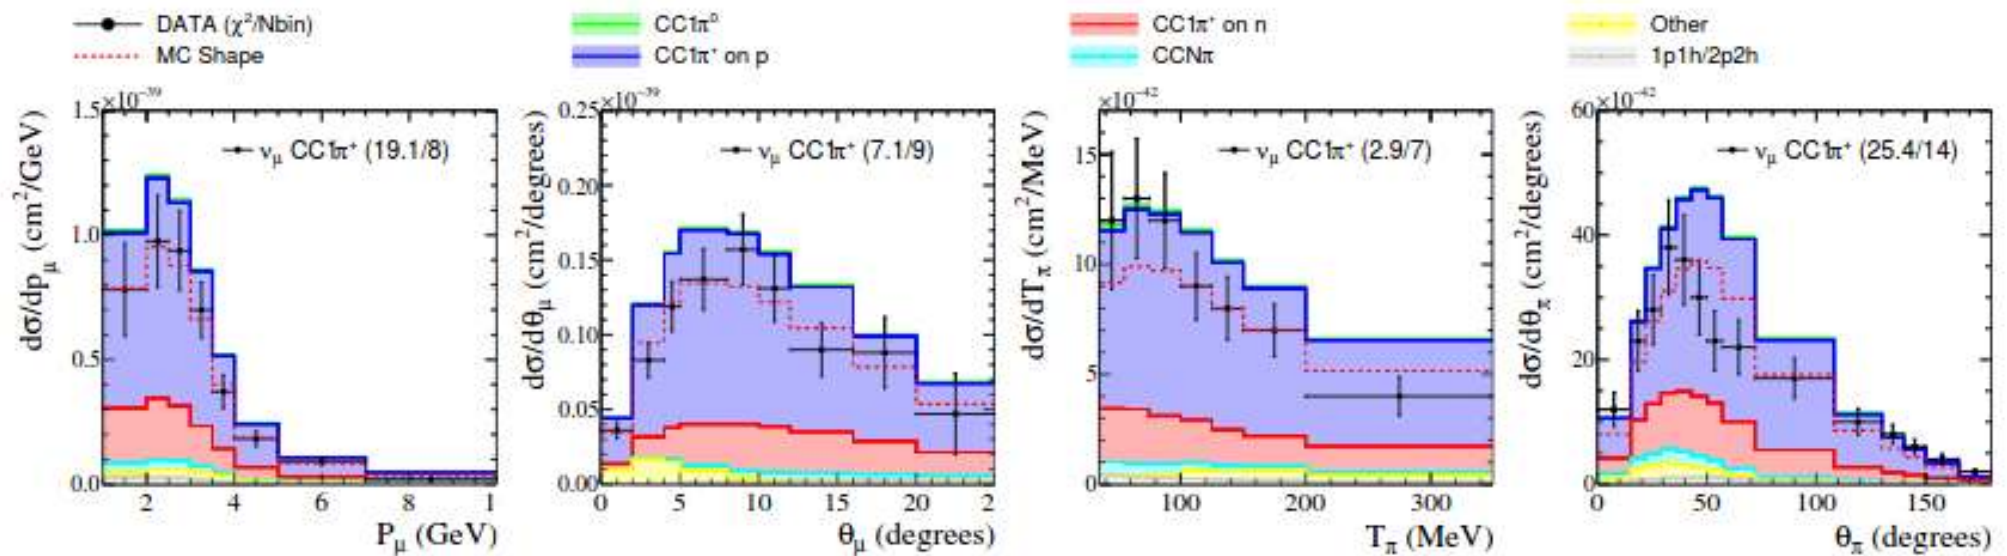 DATA (χ²/Nbin)
MC Shape
CC1π⁰
CC1π⁺ on p
CC1π⁺ on n
CCNπ
Other
1p1h/2p2h
×10⁻³⁹
1.5
1.0
0.5
0.0
2 4 6 8 1
dσ/dp_μ (cm²/GeV)
ν_μ CC1π⁺ (19.1/8)
P_μ (GeV)
×10⁻³⁹
0.25
0.20
0.15
0.10
0.05
0.00
0 5 10 15 20 2
dσ/dθ_μ (cm²/degrees)
ν_μ CC1π⁺ (7.1/9)
θ_μ (degrees)
×10⁻⁴²
15
10
5
0
100 200 300
dσ/dT_π (cm²/MeV)
ν_μ CC1π⁺ (2.9/7)
T_π (MeV)
×10⁻⁴²
60
40
20
0
0 50 100 150
dσ/dθ_π (cm²/degrees)
ν_μ CC1π⁺ (25.4/14)
θ_π (degrees)